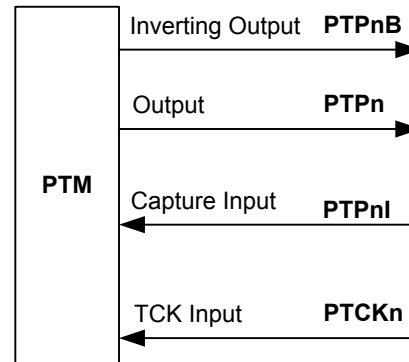 Inverting Output PTPnB
Output PTPn
PTM
Capture Input PTPnI
TCK Input PTCKn